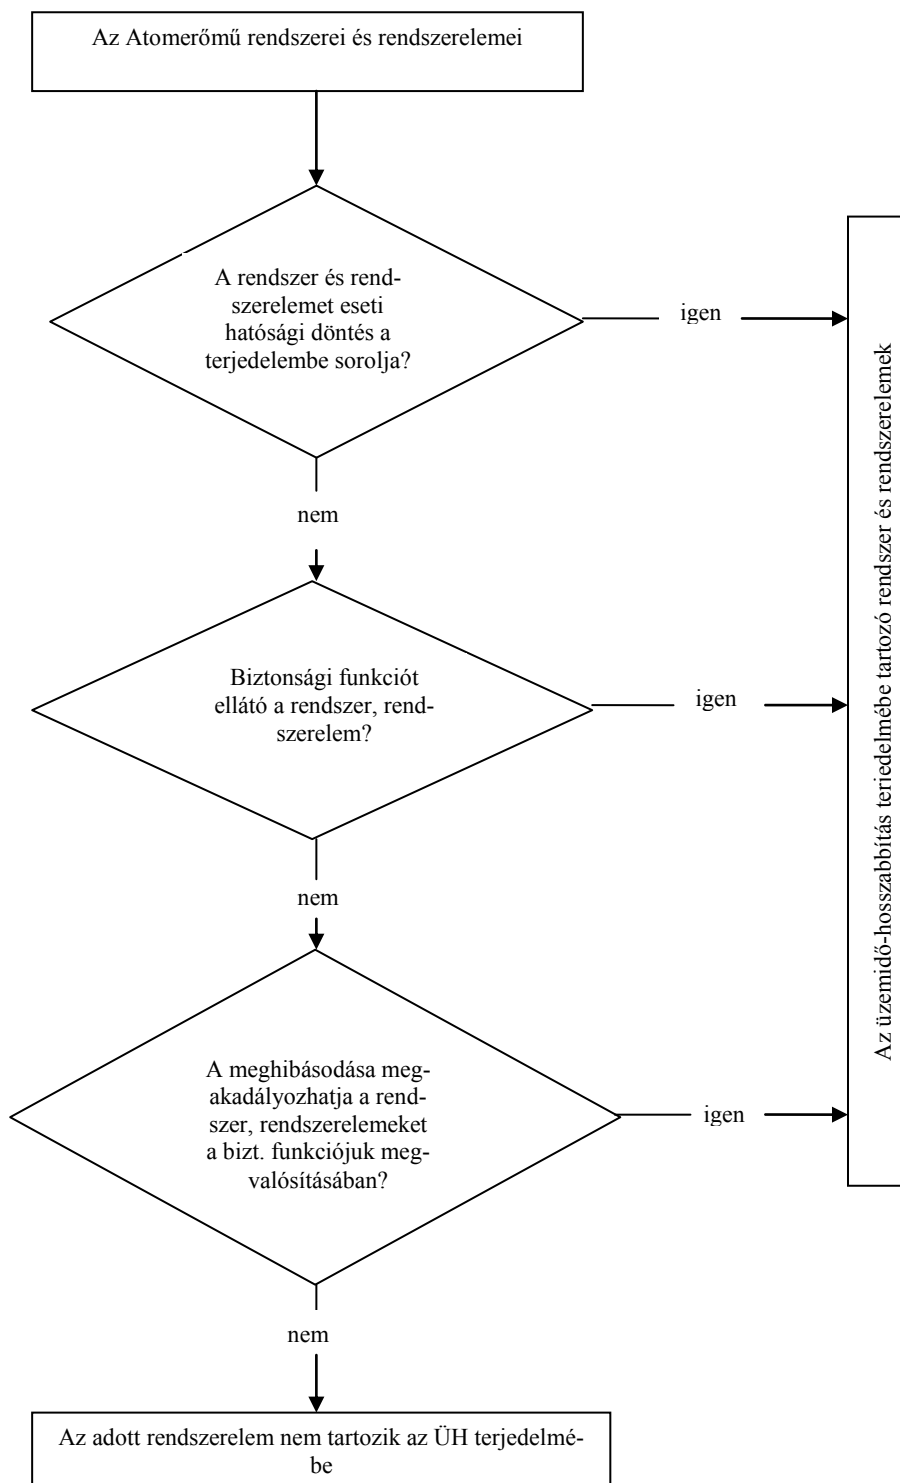 Az Atomerőmű rendszerei és rendszerelemei
A rendszer és rend-
szerelemet eseti
hatósági döntés a
terjedelembe sorolja?
igen
nem
Biztonsági funkciót
ellátó a rendszer, rend-
szerelem?
igen
nem
A meghibásodása meg-
akadályozhatja a rend-
szer, rendszerelemeket
a bizt. funkciójuk meg-
valósításában?
igen
nem
Az adott rendszerelem nem tartozik az ÜH terjedelmé-
be
Az üzemidő-hosszabbítás terjedelmébe tartozó rendszer és rendszerelemek